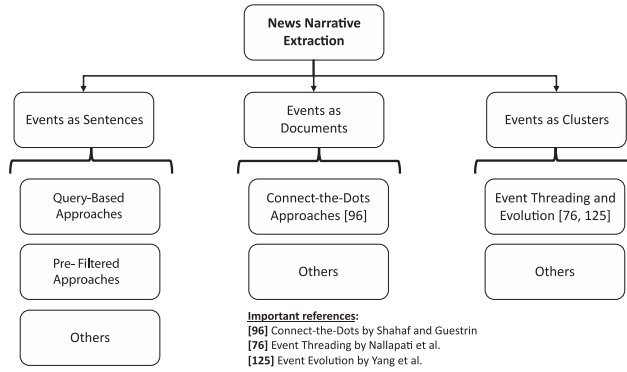 News Narrative
Extraction
Events as Sentences
Events as
Documents
Events as Clusters
Query-Based
Approaches
Connect-the-Dots
Approaches [96]
Event Threading and
Evolution [76, 125]
Pre-Filtered
Approaches
Others
Others
Others
Important references:
[96] Connect-the-Dots by Shahaf and Guestrin
[76] Event Threading by Nallapati et al.
[125] Event Evolution by Yang et al.